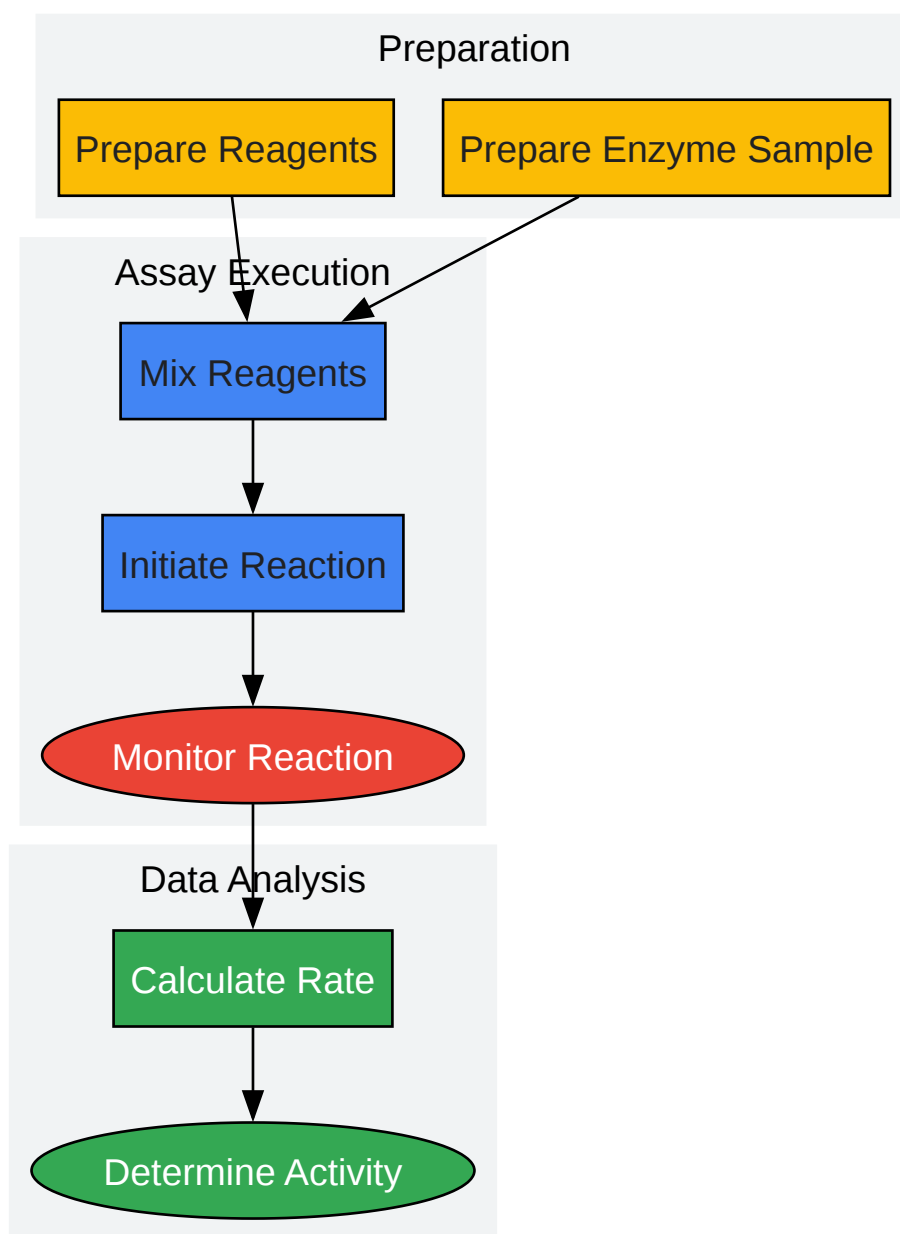 Preparation
Prepare Reagents
Prepare Enzyme Sample
Assay Execution
Mix Reagents
Initiate Reaction
Monitor Reaction
Data Analysis
Calculate Rate
Determine Activity